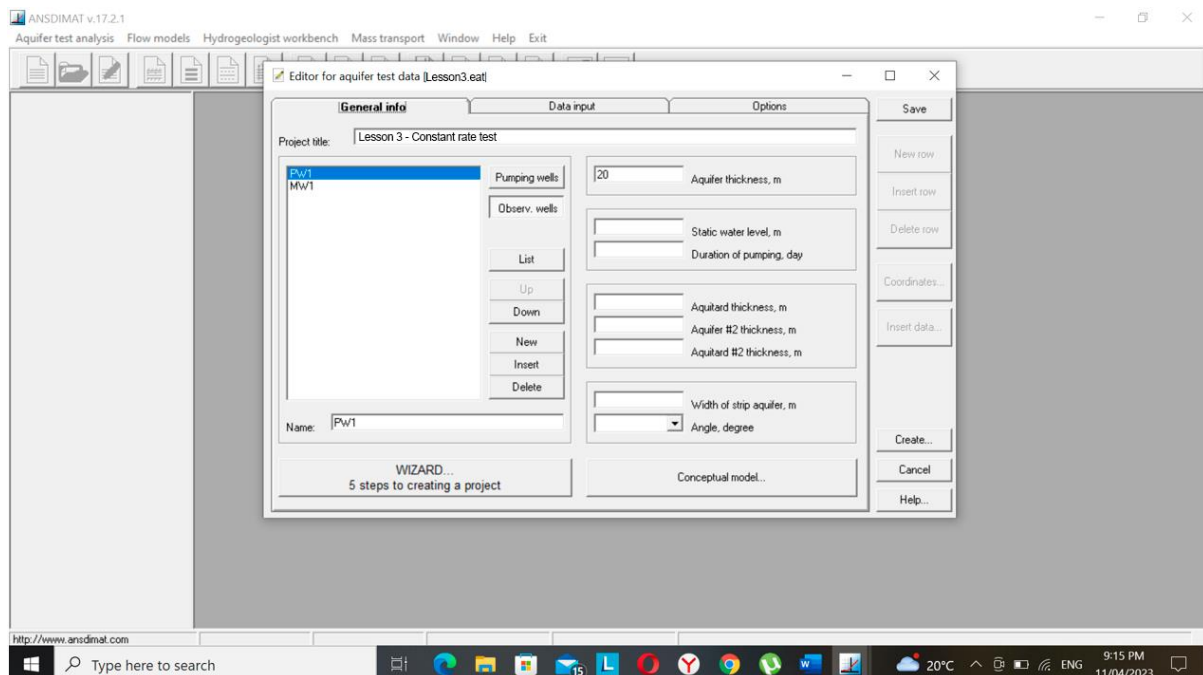 ANSDIMAT v.17.2.1
Aquifer test analysis Flow models Hydrogeologist workbench Mass transport Window Help Exit
Editor for aquifer test data [Lesson3.eat]
General info Data input Options
Save
Project title: Lesson 3 - Constant rate test
New row
PW1
MW1
Pumping wells
20 Aquifer thickness, m
Insert row
Observ. wells
Static water level, m
Delete row
Duration of pumping, day
List
Up
Coordinates...
Down
Aquitard thickness, m
Aquifer #2 thickness, m
Insert data...
New
Aquitard #2 thickness, m
Insert
Delete
Width of strip aquifer, m
Name: PW1
Angle, degree
Create...
WIZARD...
5 steps to creating a project
Conceptual model...
Cancel
Help...
http://www.ansdimat.com
Type here to search
15
20°C ENG 9:15 PM
11/04/2023